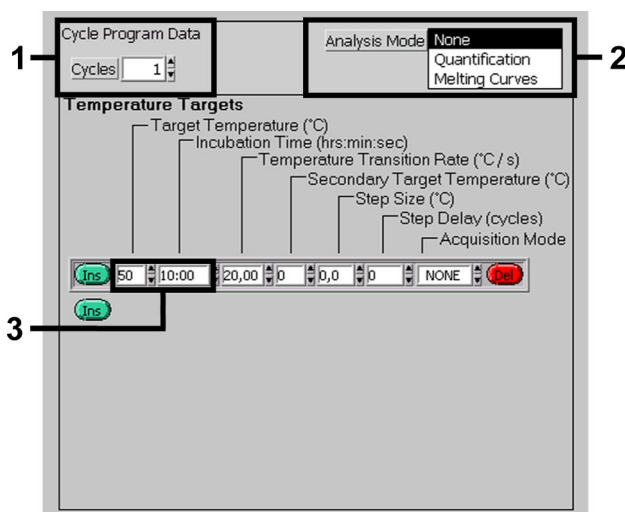 Cycle Program Data
Cycles 1
1
Analysis Mode None
Quantification
Melting Curves
2
Temperature Targets
Target Temperature (°C)
Incubation Time (hrs:min:sec)
Temperature Transition Rate (°C / s)
Secondary Target Temperature (°C)
Step Size (°C)
Step Delay (cycles)
Acquisition Mode
Ins 50 10:00 20,00 0 0,0 0 NONE Del
Ins
3